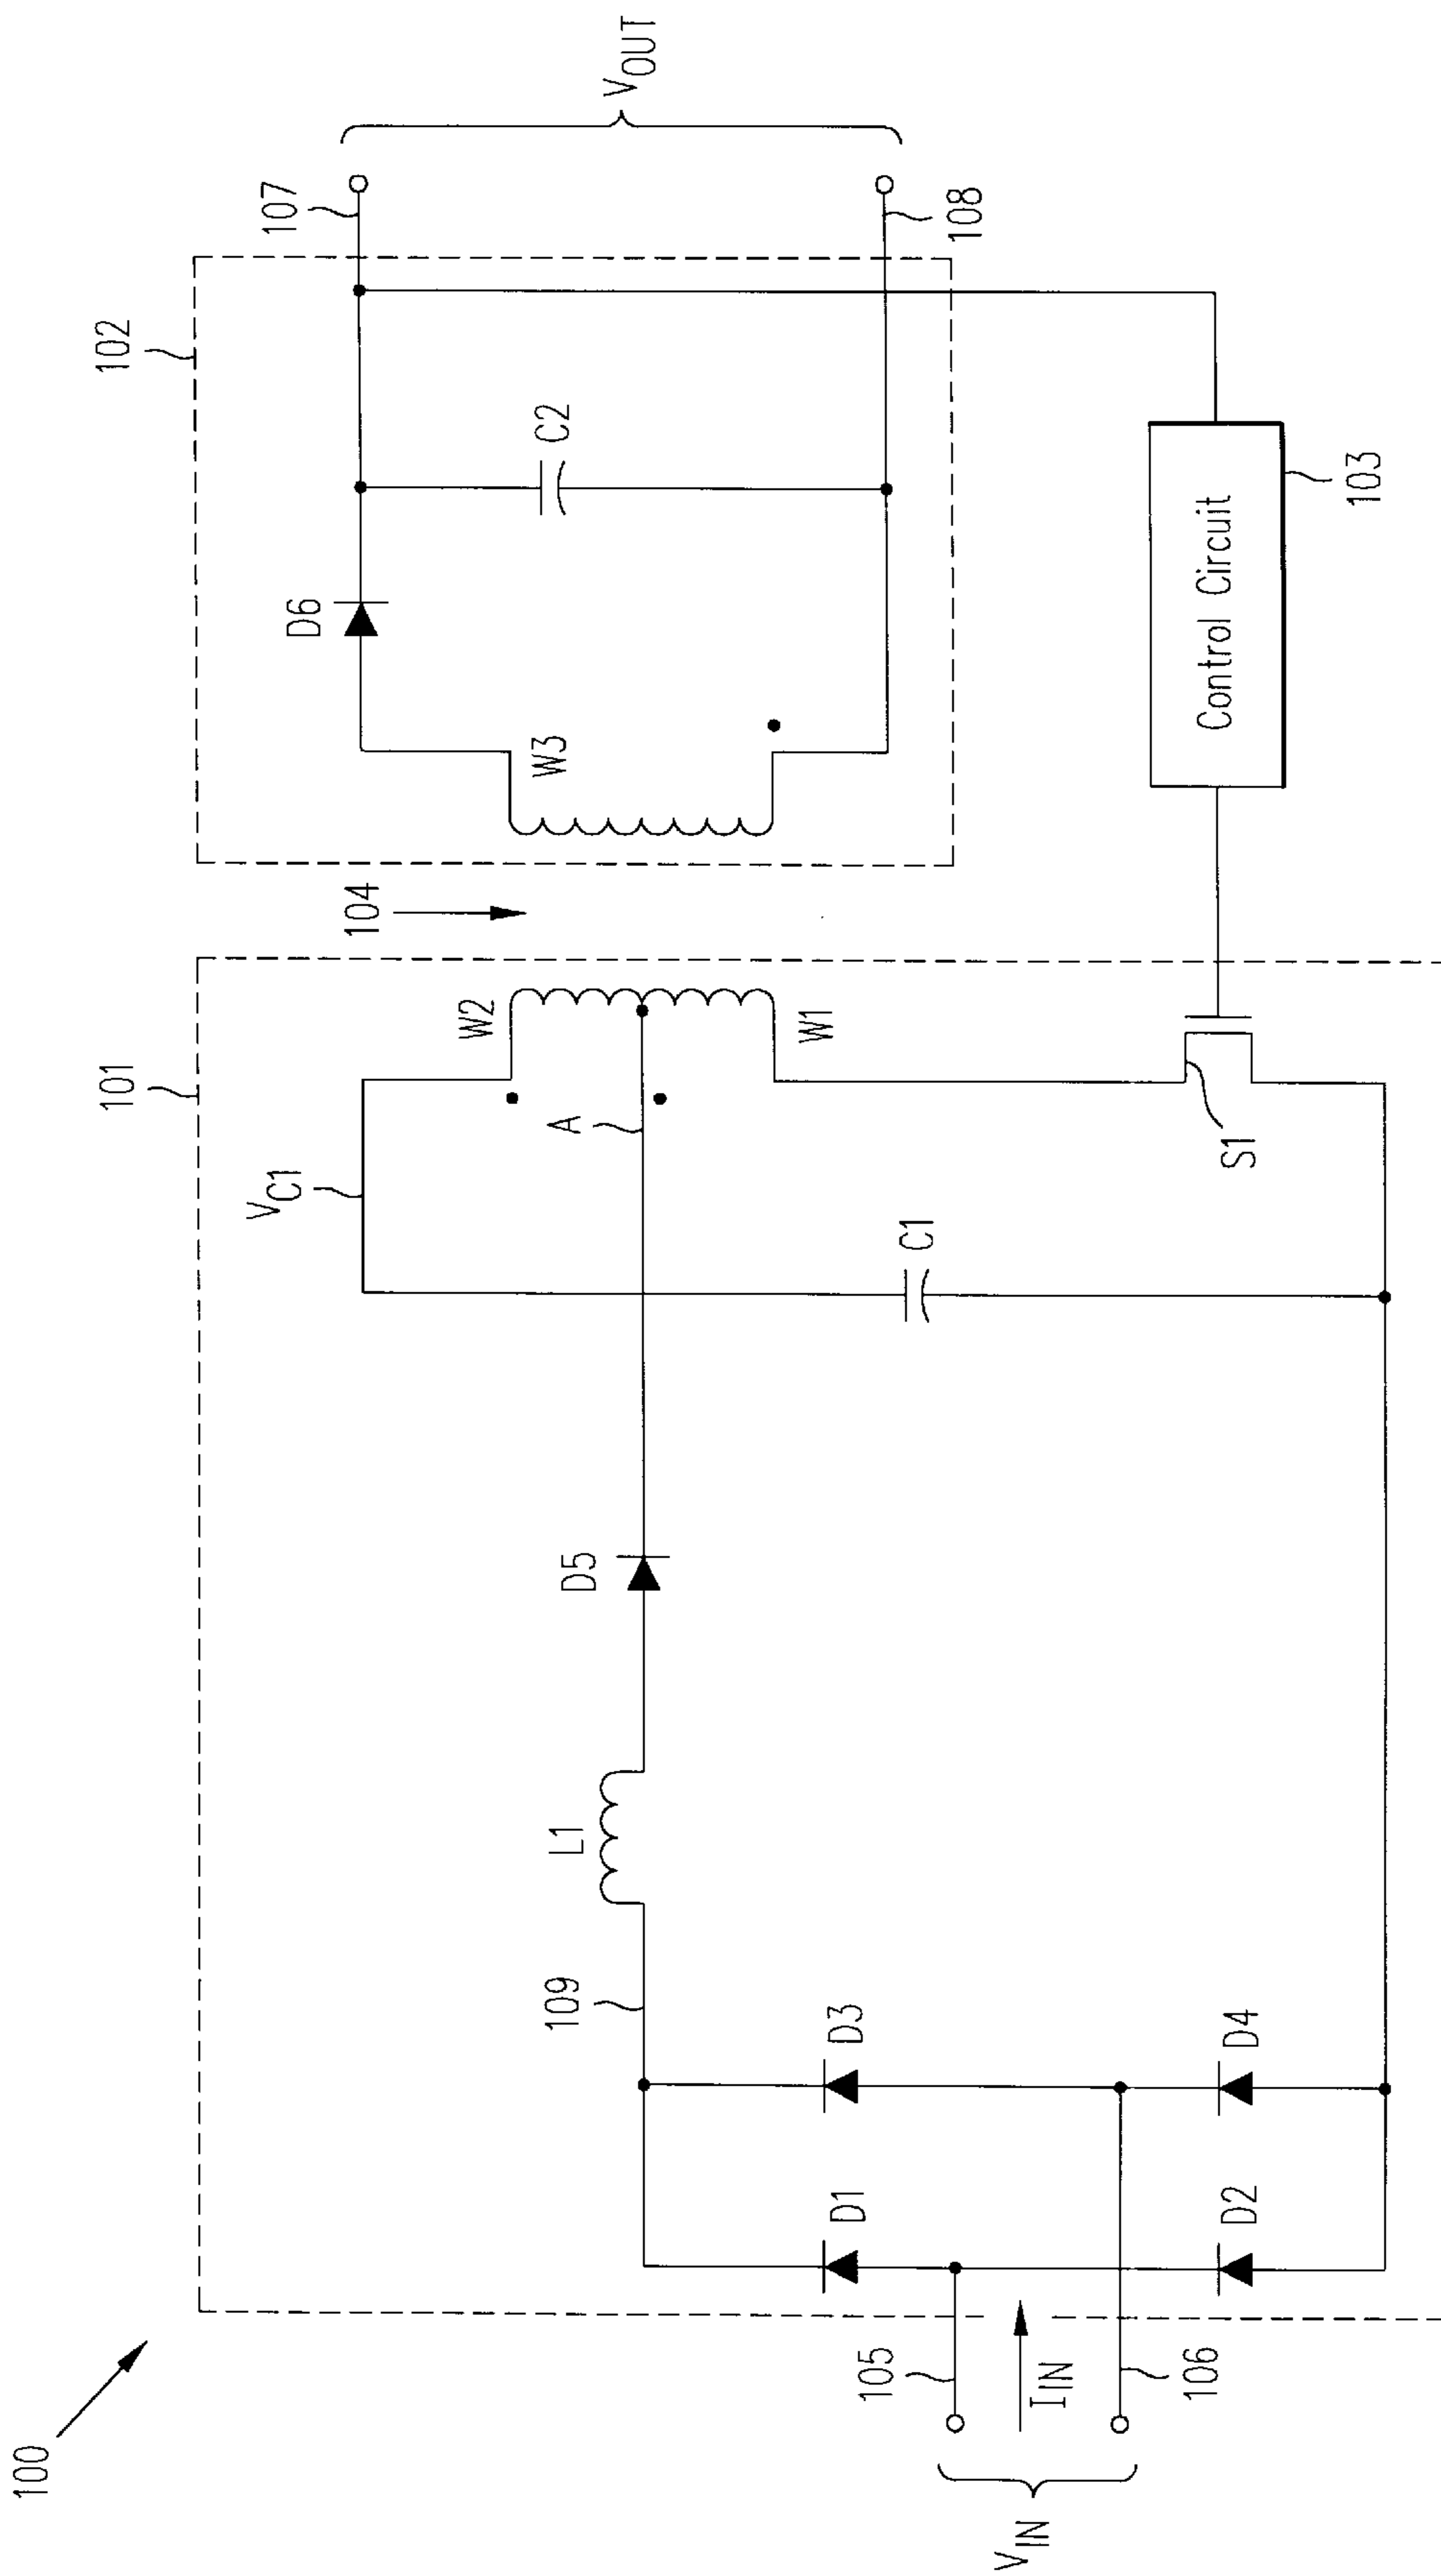 100
101
102
V_C1
W2
104
W3
D6
107
V_OUT
C2
108
A
W1
C1
D5
L1
109
D3
D1
D4
D2
S1
Control Circuit
103
105
I_IN
106
V_IN